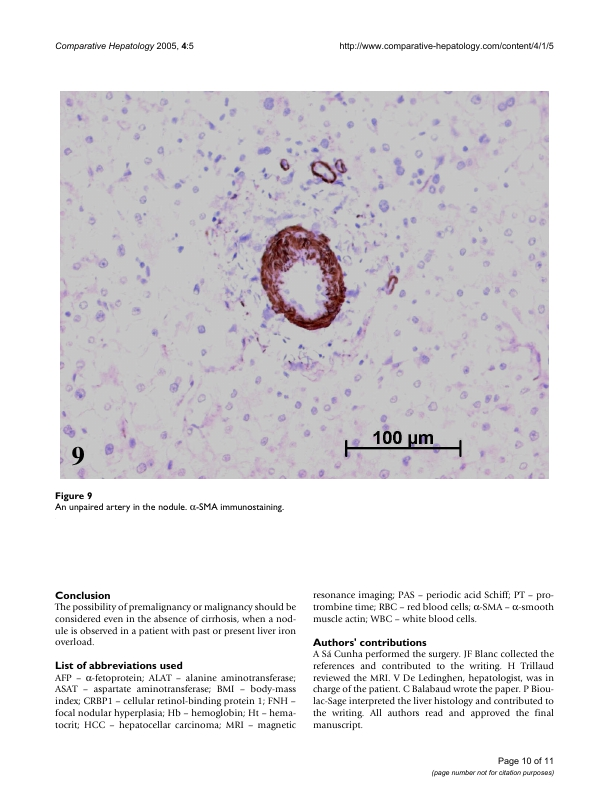 Comparative Hepatology 2005, 4:5
http://www.comparative-hepatology.com/content/4/1/5
9
100 µm
Figure 9
An unpaired artery in the nodule. α-SMA immunostaining.
Conclusion
The possibility of premalignancy or malignancy should be
considered even in the absence of cirrhosis, when a nod-
ule is observed in a patient with past or present liver iron
overload.
List of abbreviations used
AFP – α-fetoprotein; ALAT – alanine aminotransferase;
ASAT – aspartate aminotransferase; BMI – body-mass
index; CRBP1 – cellular retinol-binding protein 1; FNH –
focal nodular hyperplasia; Hb – hemoglobin; Ht – hema-
tocrit; HCC – hepatocellular carcinoma; MRI – magnetic
resonance imaging; PAS – periodic acid Schiff; PT – pro-
trombine time; RBC – red blood cells; α-SMA – α-smooth
muscle actin; WBC – white blood cells.
Authors' contributions
A Sá Cunha performed the surgery. JF Blanc collected the
references and contributed to the writing. H Trillaud
reviewed the MRI. V De Ledinghen, hepatologist, was in
charge of the patient. C Balabaud wrote the paper. P Biou-
lac-Sage interpreted the liver histology and contributed to
the writing. All authors read and approved the final
manuscript.
Page 10 of 11
(page number not for citation purposes)